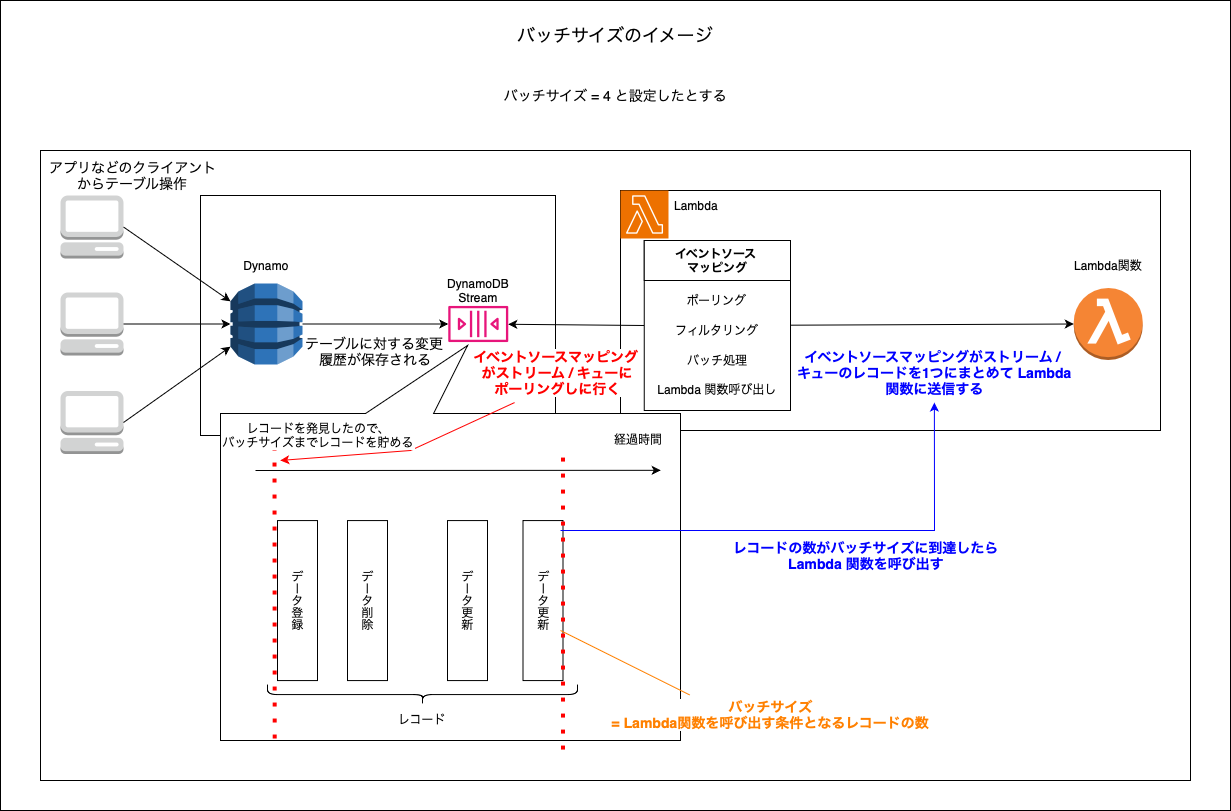 バッチサイズのイメージ
バッチサイズ = 4 と設定したとする
アプリなどのクライアント
からテーブル操作
Dynamo
DynamoDB
Stream
テーブルに対する変更
履歴が保存される
Lambda
イベントソース
マッピング
ポーリング
フィルタリング
バッチ処理
Lambda 関数呼び出し
Lambda関数
イベントソースマッピング
がストリーム / キューに
ポーリングしに行く
イベントソースマッピングがストリーム /
キューのレコードを1つにまとめて Lambda
関数に送信する
レコードを発見したので、
バッチサイズまでレコードを貯める
経過時間
データ登録
データ削除
データ更新
データ更新
レコード
レコードの数がバッチサイズに到達したら
Lambda 関数を呼び出す
バッチサイズ
= Lambda関数を呼び出す条件となるレコードの数